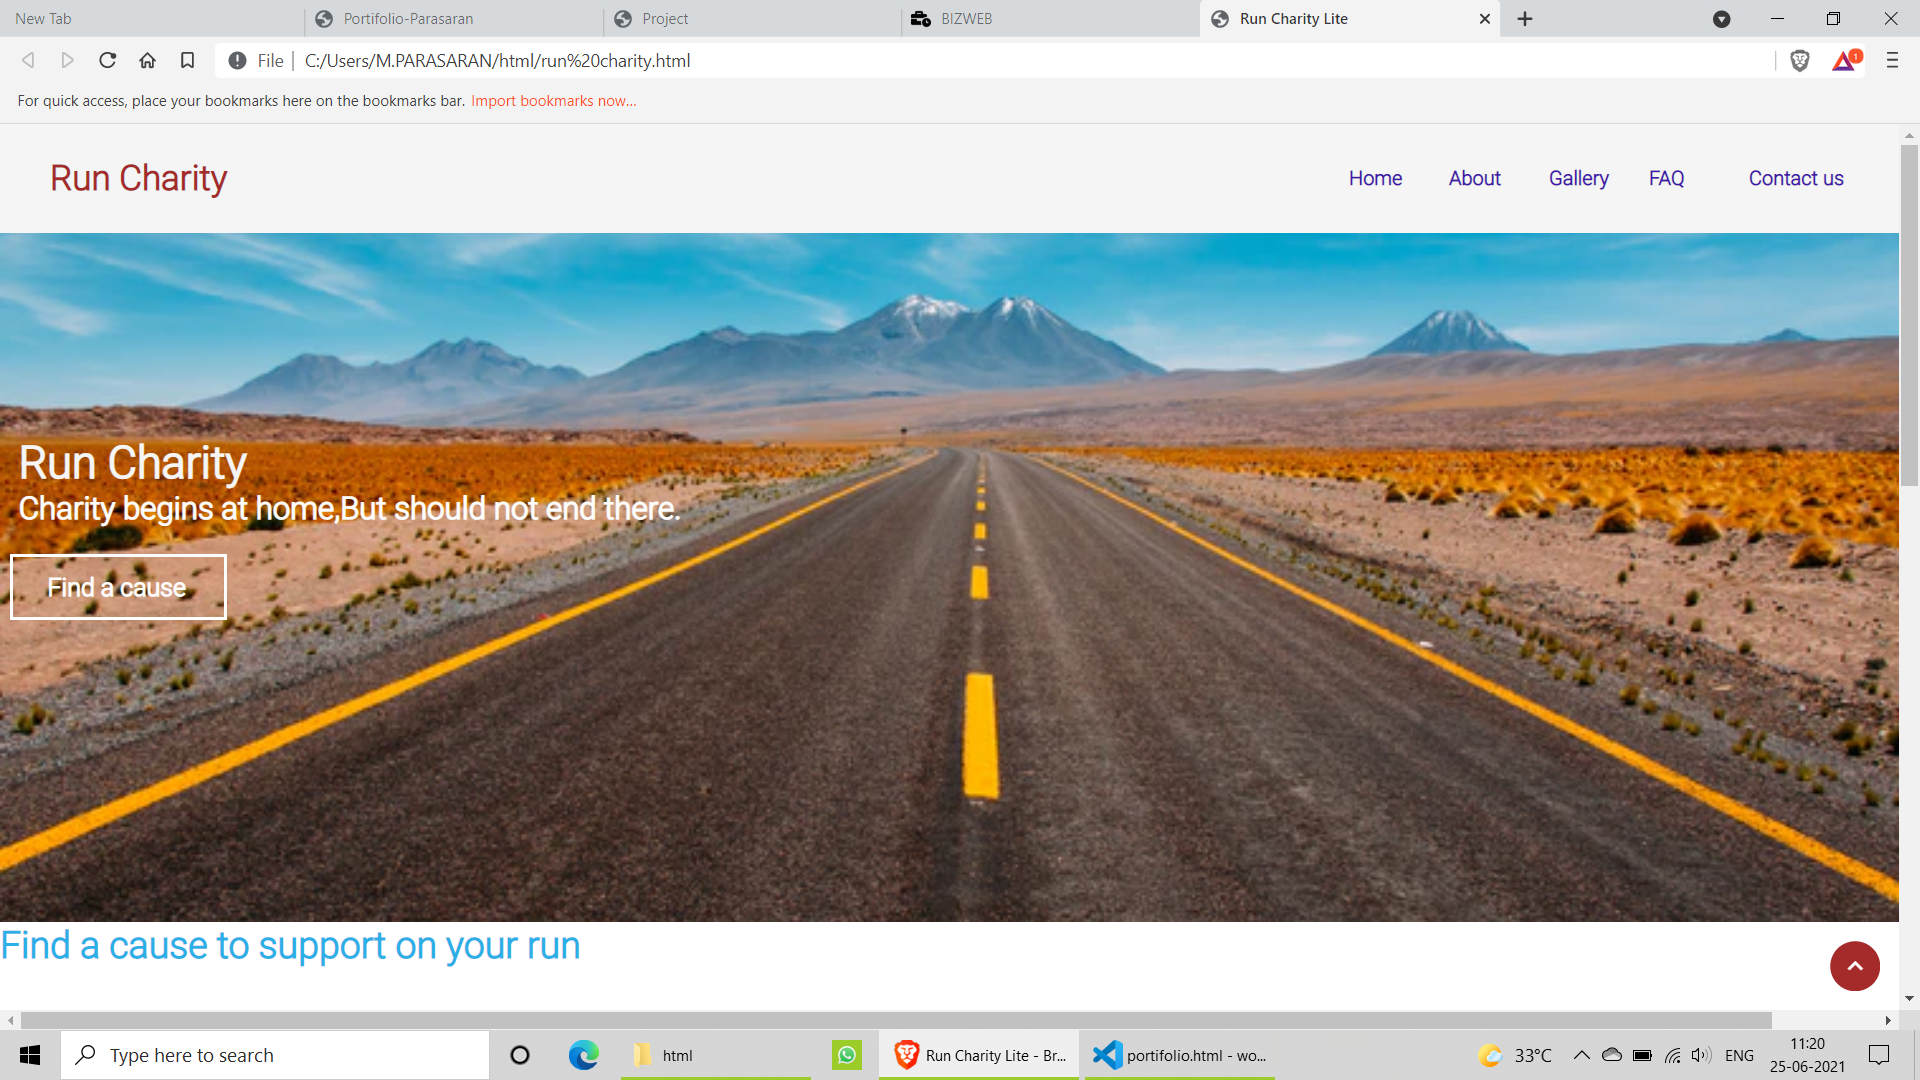 New Tab
Portifolio-Parasaran
Project
BIZWEB
Run Charity Lite
File
C:/Users/M.PARASARAN/html/run%20charity.html
1
For quick access, place your bookmarks here on the bookmarks bar. Import bookmarks now...
Run Charity
Home
About
Gallery
FAQ
Contact us
Run Charity
Charity begins at home,But should not end there.
Find a cause
Find a cause to support on your run
Type here to search
html
Run Charity Lite - Br...
portifolio.html - wo...
33°C
ENG
11:20
25-06-2021